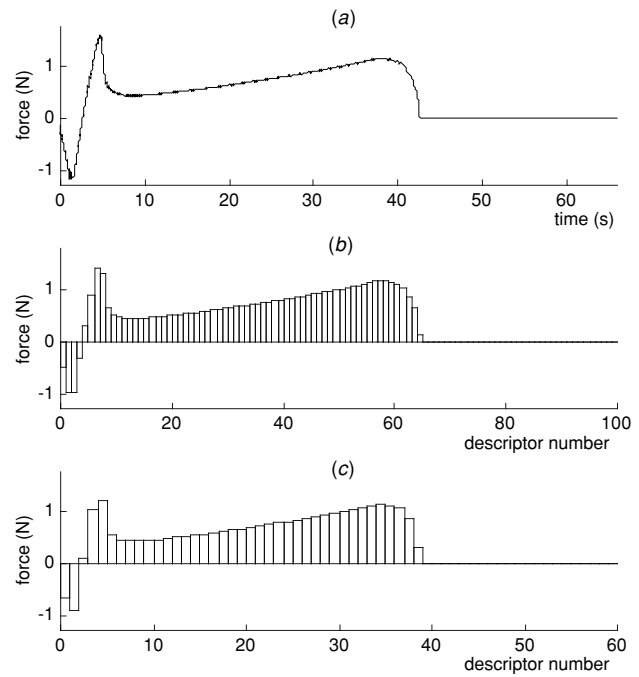 (a)
force (N)
1
0
-1
0 10 20 30 40 50 60
time (s)
(b)
force (N)
1
0
-1
0 20 40 60 80 100
descriptor number
(c)
force (N)
1
0
-1
0 10 20 30 40 50 60
descriptor number